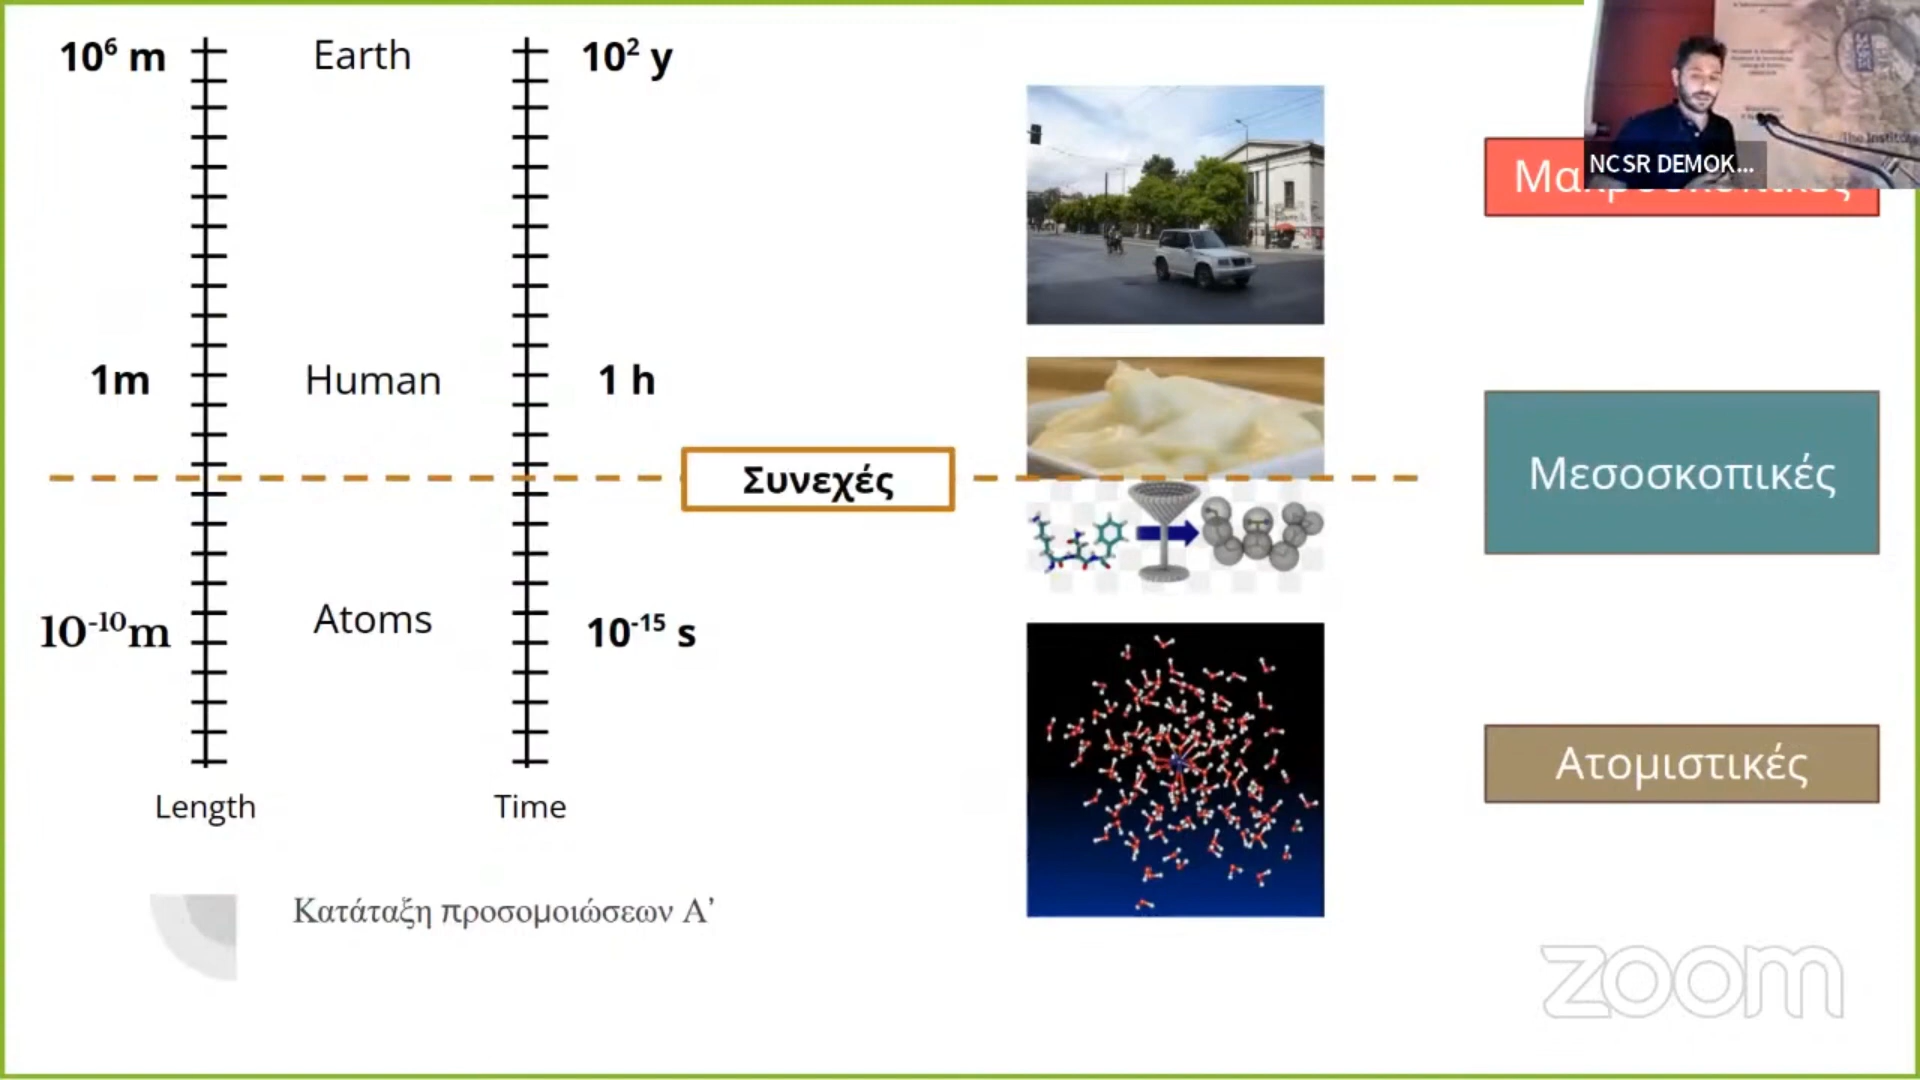 10⁶ m
Earth
10² y
NCSR DEMOK...
1m
Human
1 h
Συνεχές
Μεσοσκοπικές
10⁻¹⁰m
Atoms
10⁻¹⁵ s
Ατομιστικές
Length
Time
Κατάταξη προσομοιώσεων Α’
zoom